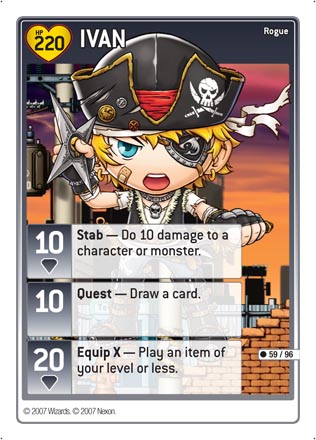 HP
220
IVAN
Rogue
10
Stab — Do 10 damage to a
character or monster.
10
Quest — Draw a card.
20
Equip X — Play an item of
your level or less.
59 / 96
© 2007 Wizards. © 2007 Nexon.